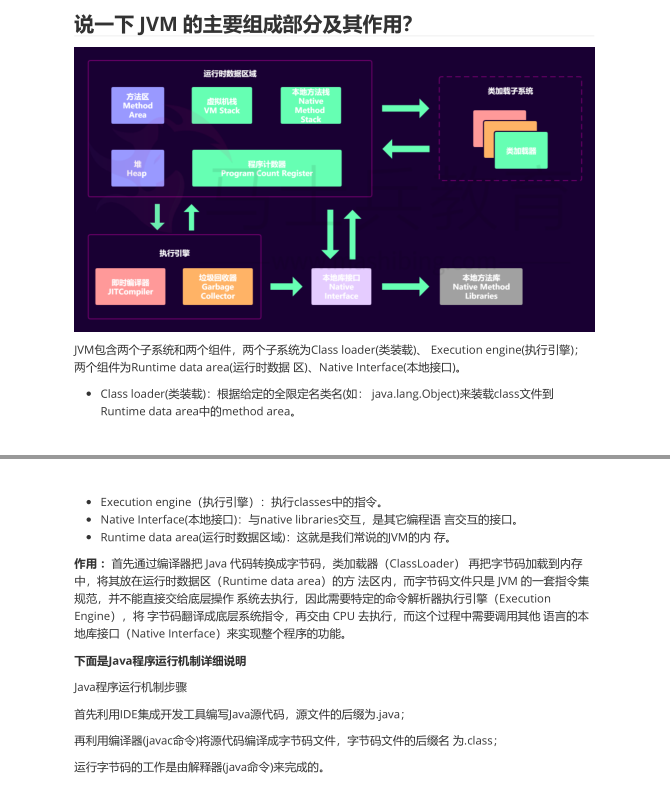 说一下 JVM 的主要组成部分及其作用?
运行时数据区域
方法区
Method
Area
虚拟机栈
VM Stack
本地方法栈
Native
Method
Stack
堆
Heap
程序计数器
Program Count Register
类加载子系统
类加载器
执行引擎
即时编译器
JITCompiler
垃圾回收器
Garbage
Collector
本地库接口
Native
Interface
本地方法库
Native Method
Libraries
JVM包含两个子系统和两个组件，两个子系统为Class loader(类装载)、 Execution engine(执行引擎)；
两个组件为Runtime data area(运行时数据 区)、Native Interface(本地接口)。
• Class loader(类装载)：根据给定的全限定名类名(如： java.lang.Object)来装载class文件到
Runtime data area中的method area。
• Execution engine（执行引擎）：执行classes中的指令。
• Native Interface(本地接口)：与native libraries交互，是其它编程语 言交互的接口。
• Runtime data area(运行时数据区域)：这就是我们常说的JVM的内 存。
作用 ：首先通过编译器把 Java 代码转换成字节码，类加载器（ClassLoader） 再把字节码加载到内存
中，将其放在运行时数据区（Runtime data area）的方 法区内，而字节码文件只是 JVM 的一套指令集
规范，并不能直接交给底层操作 系统去执行，因此需要特定的命令解析器执行引擎（Execution
Engine），将 字节码翻译成底层系统指令，再交由 CPU 去执行，而这个过程中需要调用其他 语言的本
地库接口（Native Interface）来实现整个程序的功能。
下面是Java程序运行机制详细说明
Java程序运行机制步骤
首先利用IDE集成开发工具编写Java源代码，源文件的后缀为.java；
再利用编译器(javac命令)将源代码编译成字节码文件，字节码文件的后缀名 为.class；
运行字节码的工作是由解释器(java命令)来完成的。